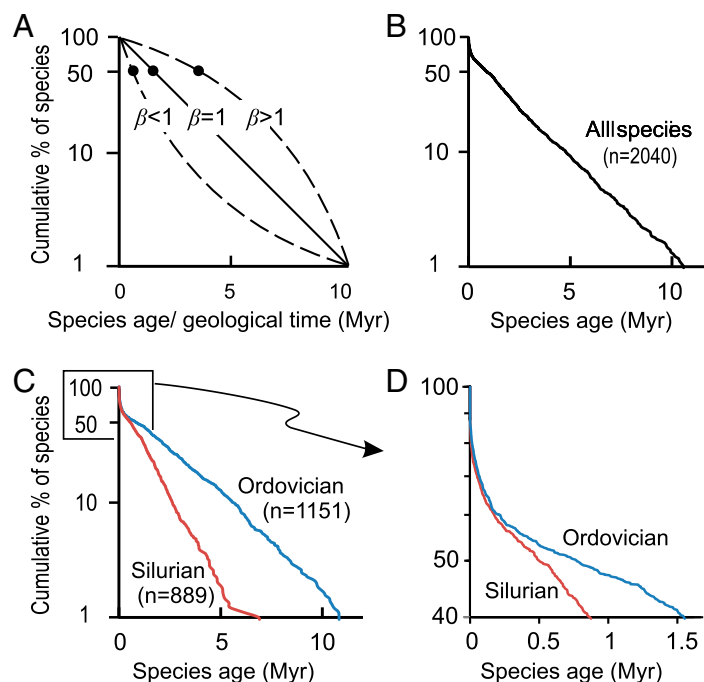 A
Cumulative % of species
100
50
10
1
β<1
β=1
β>1
0
5
10
Species age/ geological time (Myr)
B
100
50
10
1
Alllspecies
(n=2040)
0
5
10
Species age (Myr)
C
Cumulative % of species
100
50
10
1
Ordovician
(n=1151)
Silurian
(n=889)
0
5
10
Species age (Myr)
D
100
50
40
Ordovician
Silurian
0
0.5
1
1.5
Species age (Myr)